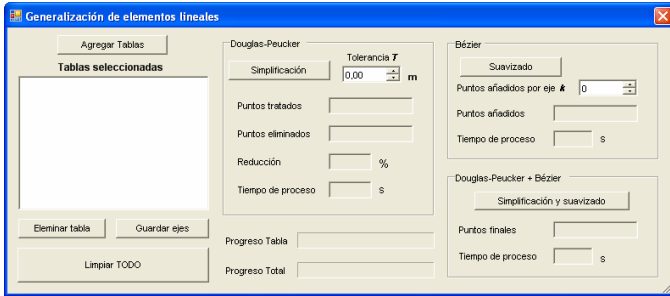 Generalización de elementos lineales
Agregar Tablas
Tablas seleccionadas
Eleminar tabla
Guardar ejes
Limpiar TODO
Douglas-Peucker
Tolerancia T
Simplificación
0,00
m
Puntos tratados
Puntos eliminados
Reducción
%
Tiempo de proceso
s
Progreso Tabla
Progreso Total
Bézier
Suavizado
Puntos añadidos por eje k
0
Puntos añadidos
Tiempo de proceso
s
Douglas-Peucker + Bézier
Simplificación y suavizado
Puntos finales
Tiempo de proceso
s